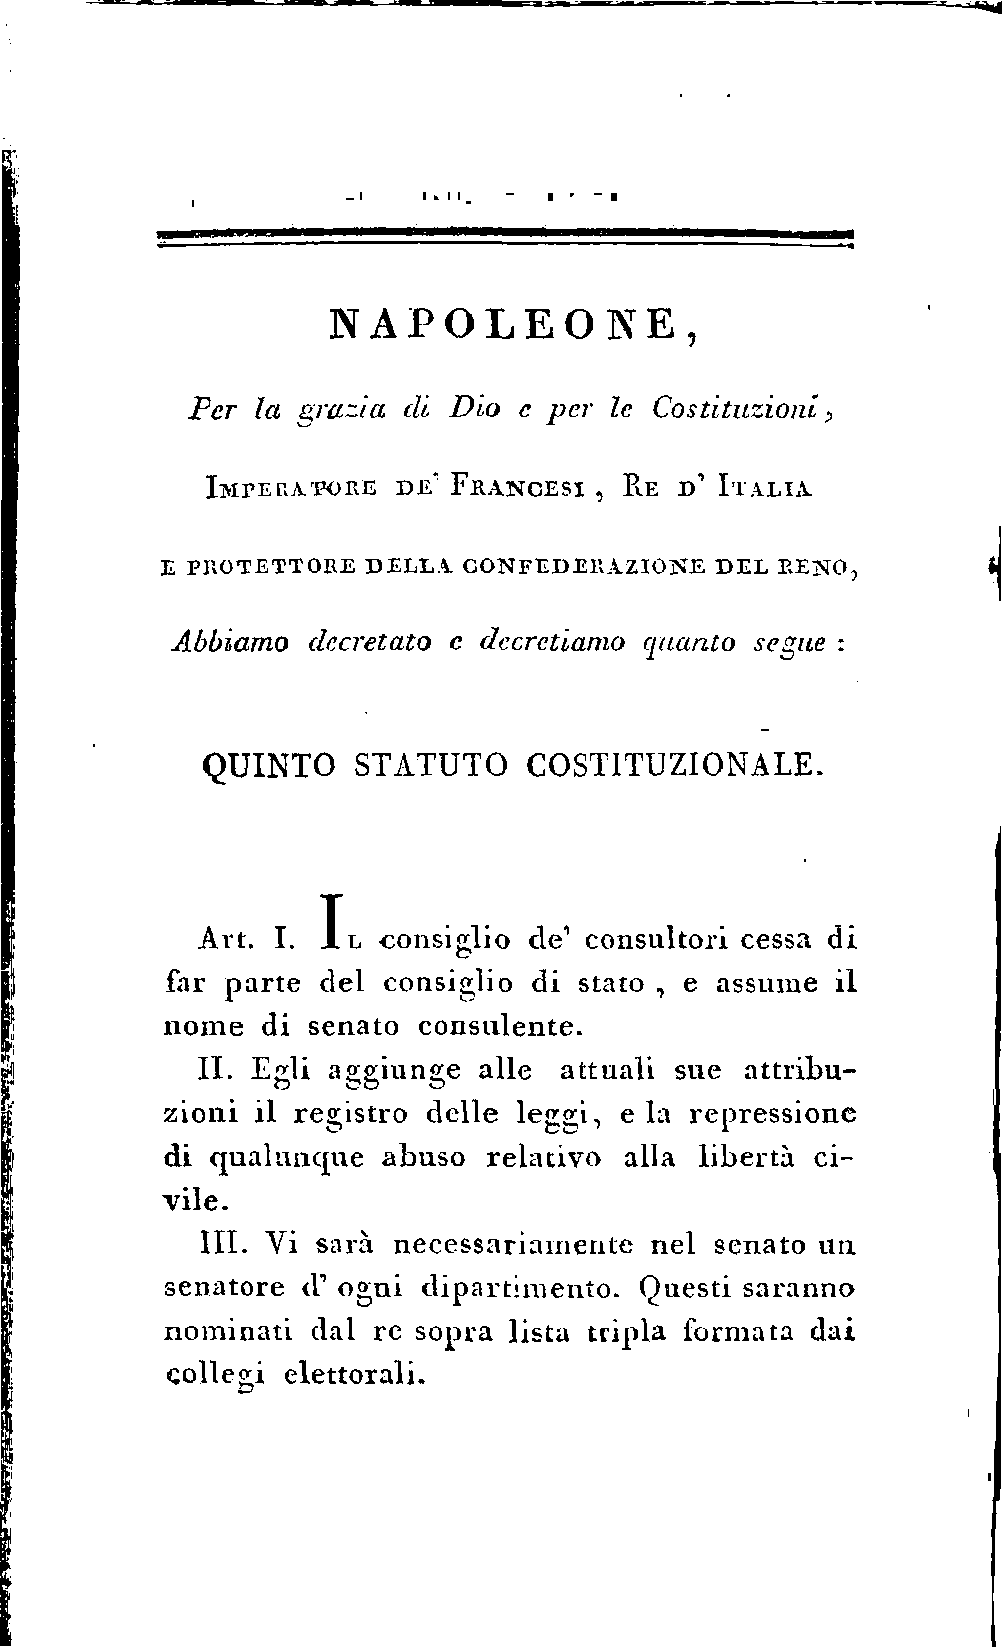 NAPOLEONE,
Per la grazia di Dio e per le Costituzioni,
IMPERATORE DE' FRANCESI, RE D' ITALIA
E PROTETTORE DELLA CONFEDERAZIONE DEL RENO,
Abbiamo decretato e decretiamo quanto segue :
QUINTO STATUTO COSTITUZIONALE.
Art. I. IL consiglio de' consultori cessa di
far parte del consiglio di stato , e assume il
nome di senato consulente.
II. Egli aggiunge alle attuali sue attribu-
zioni il registro delle leggi, e la repressione
di qualunque abuso relativo alla libertà ci-
vile.
III. Vi sarà necessariamente nel senato un
senatore d' ogni dipartimento. Questi saranno
nominati dal re sopra lista tripla formata dai
collegi elettorali.